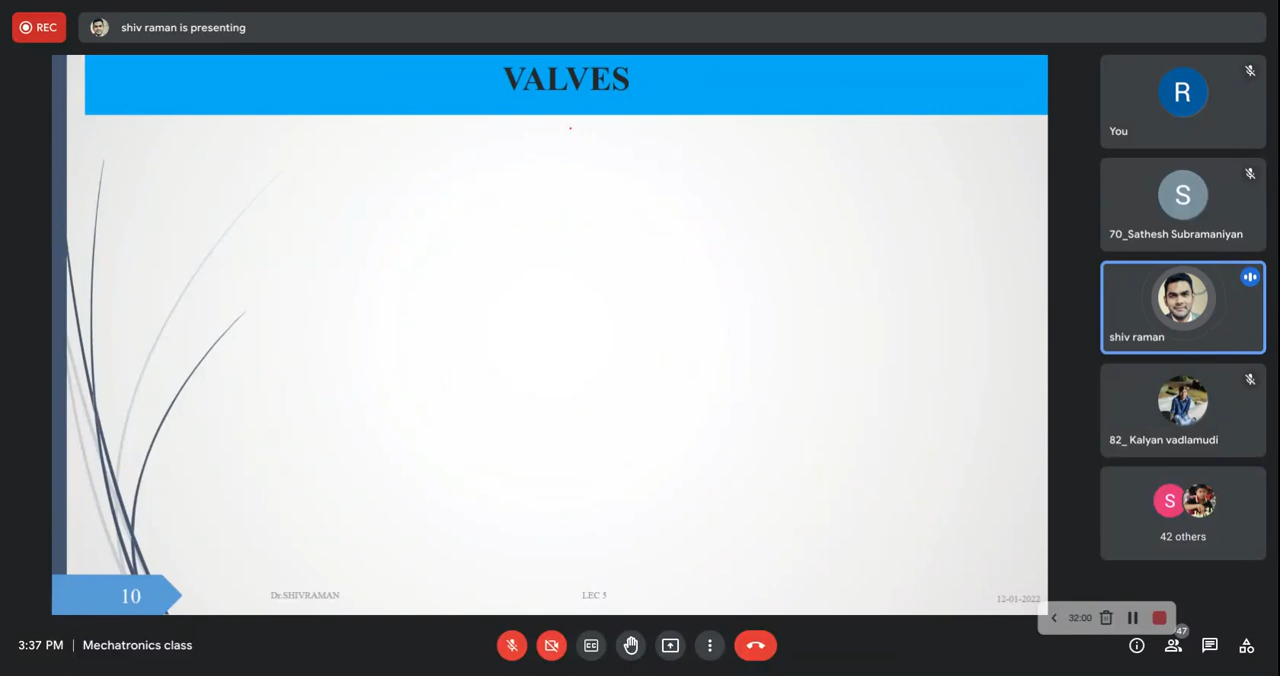 REC
shiv raman is presenting
VALVES
R
You
S
70_Sathesh Subramaniyan
shiv raman
82_ Kalyan vadlamudi
S
42 others
10
Dr.SHIVRAMAN
LEC 5
12-01-2022
32:00
3:37 PM | Mechatronics class
CC
47